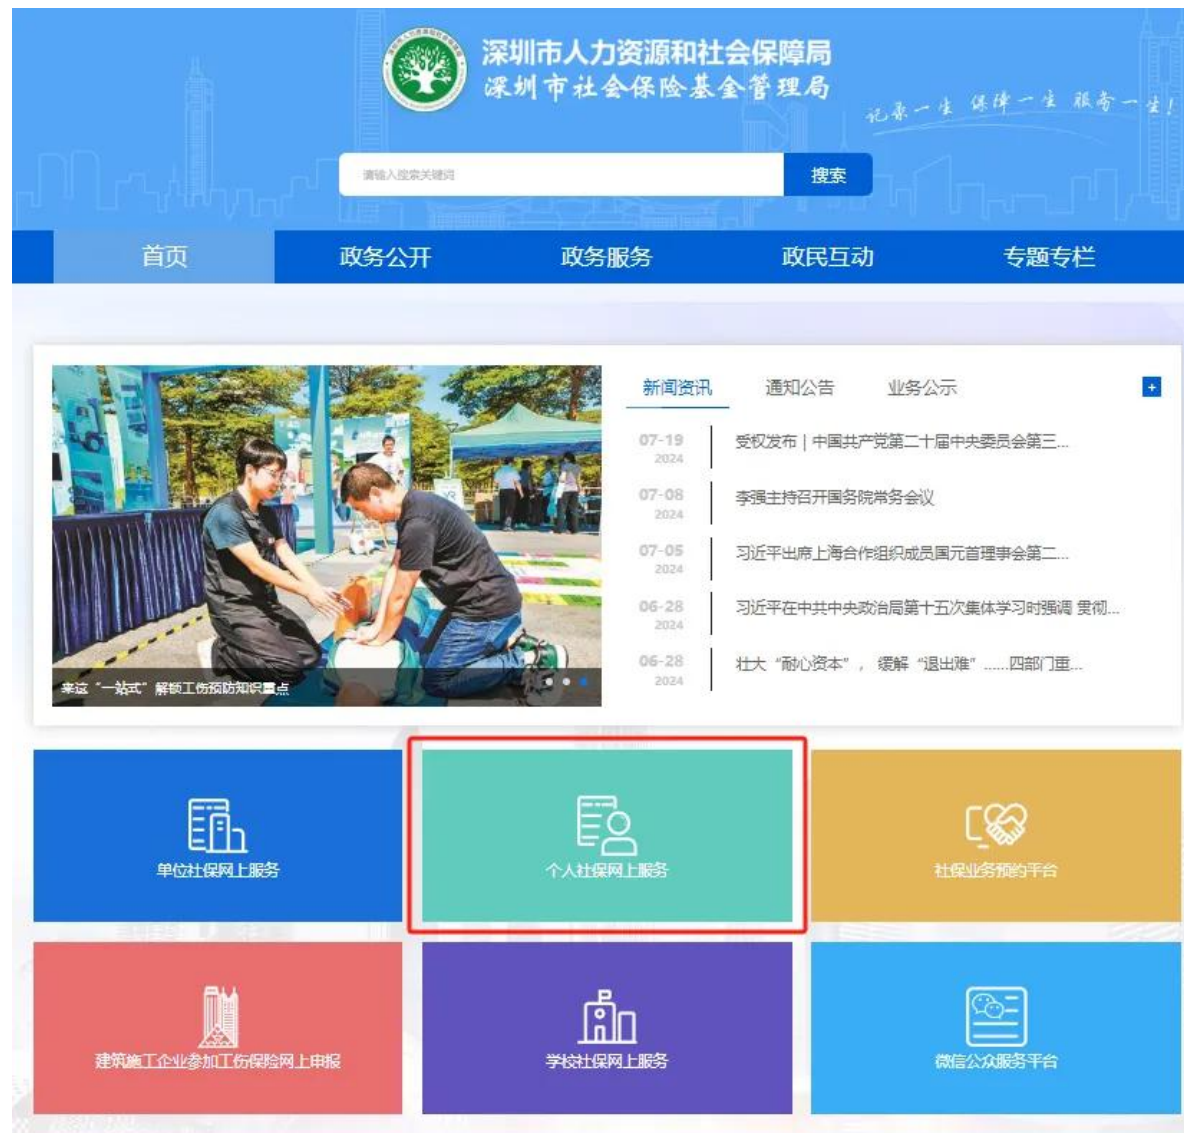 深圳市人力资源和社会保障局
深圳市社会保险基金管理局
记录一生 保障一生 服务一生!
请输入搜索关键词
搜索
首页
政务公开
政务服务
政民互动
专题专栏
新闻资讯
通知公告
业务公示
+
07-19
2024
受权发布 | 中国共产党第二十届中央委员会第三...
07-08
2024
李强主持召开国务院常务会议
07-05
2024
习近平出席上海合作组织成员国元首理事会第二...
06-28
2024
习近平在中共中央政治局第十五次集体学习时强调 贯彻...
06-28
2024
壮大“耐心资本”，缓解“退出难”......四部门重...
来这“一站式”解锁工伤预防知识重点
单位社保网上服务
个人社保网上服务
社保业务预约平台
建筑施工企业参加工伤保险网上申报
学校社保网上服务
微信公众服务平台